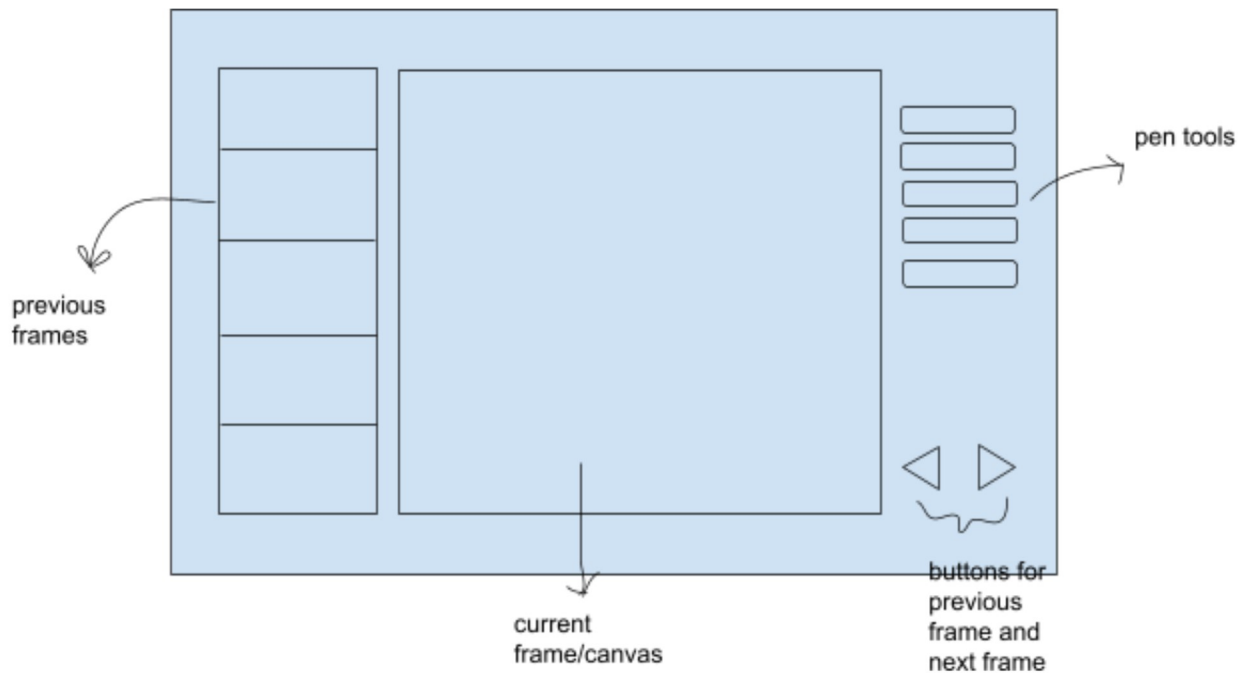 pen tools
previous
frames
current
frame/canvas
buttons for
previous
frame and
next frame